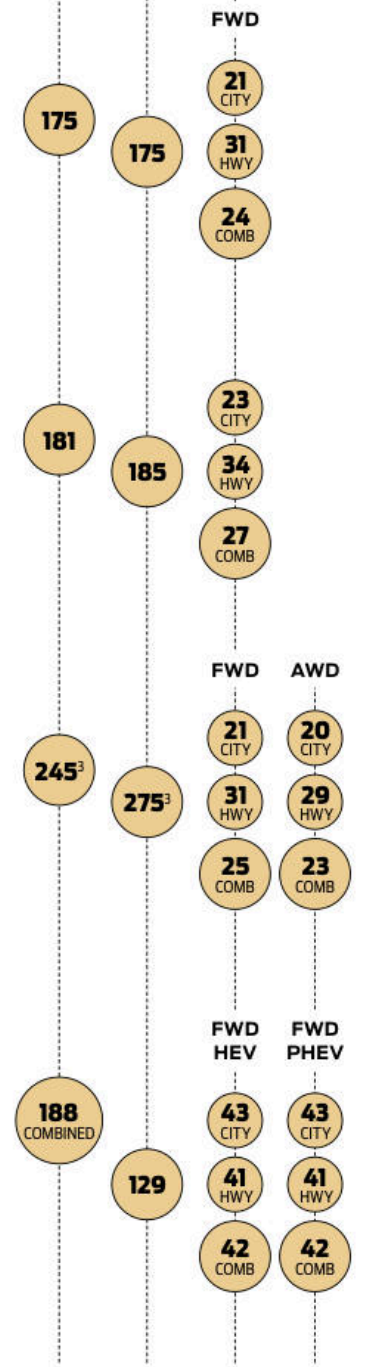 FWD
175
175
21
CITY
31
HWY
24
COMB
181
185
23
CITY
34
HWY
27
COMB
FWD AWD
245³
275³
21
CITY
20
CITY
31
HWY
29
HWY
25
COMB
23
COMB
FWD
HEV
FWD
PHEV
188
COMBINED
129
43
CITY
43
CITY
41
HWY
41
HWY
42
COMB
42
COMB